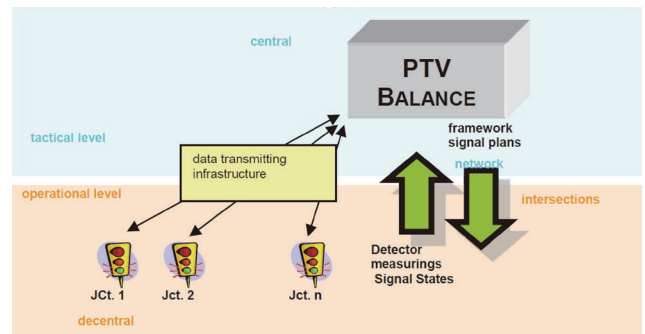 central
PTV
BALANCE
tactical level
framework
signal plans
data transmitting
infrastructure
network
operational level
intersections
Detector
measurings
Signal States
JCt. 1
Jct. 2
Jct. n
decentral